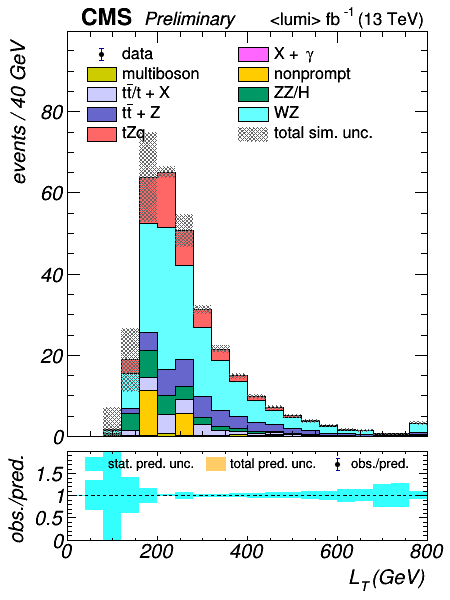 CMS Preliminary <lumi> fb⁻¹ (13 TeV)
events / 40 GeV
data
multiboson
tt̄/t + X
tt̄ + Z
tZq
X + γ
nonprompt
ZZ/H
WZ
total sim. unc.
80
60
40
20
0
obs./pred.
stat. pred. unc. total pred. unc. obs./pred.
1.5
1
0.5
0
0 200 400 600 800
L_T(GeV)